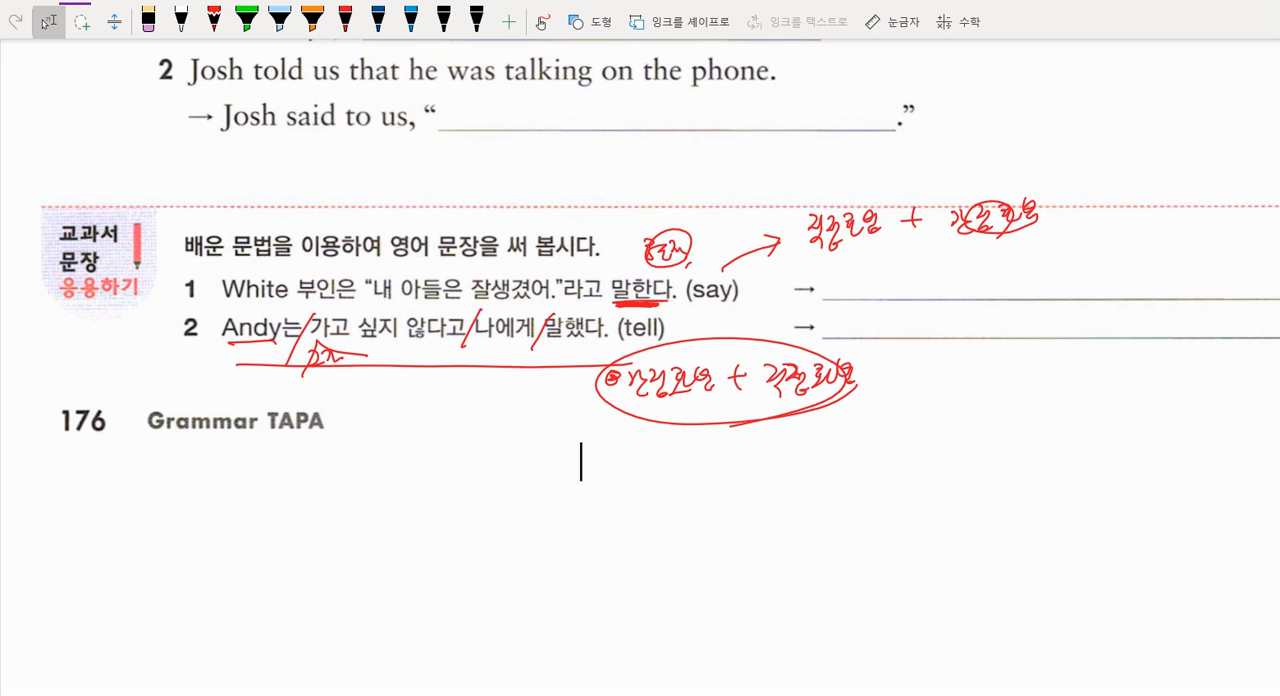 도형 잉크를 셰이프로 잉크를 텍스트로 눈금자 수학
2 Josh told us that he was talking on the phone.
→ Josh said to us, “ .”
교과서
문장
응용하기
배운 문법을 이용하여 영어 문장을 써 봅시다.
1 White 부인은 “내 아들은 잘생겼어.”라고 말한다. (say) →
2 Andy는 가고 싶지 않다고 나에게 말했다. (tell) →
176 Grammar TAPA